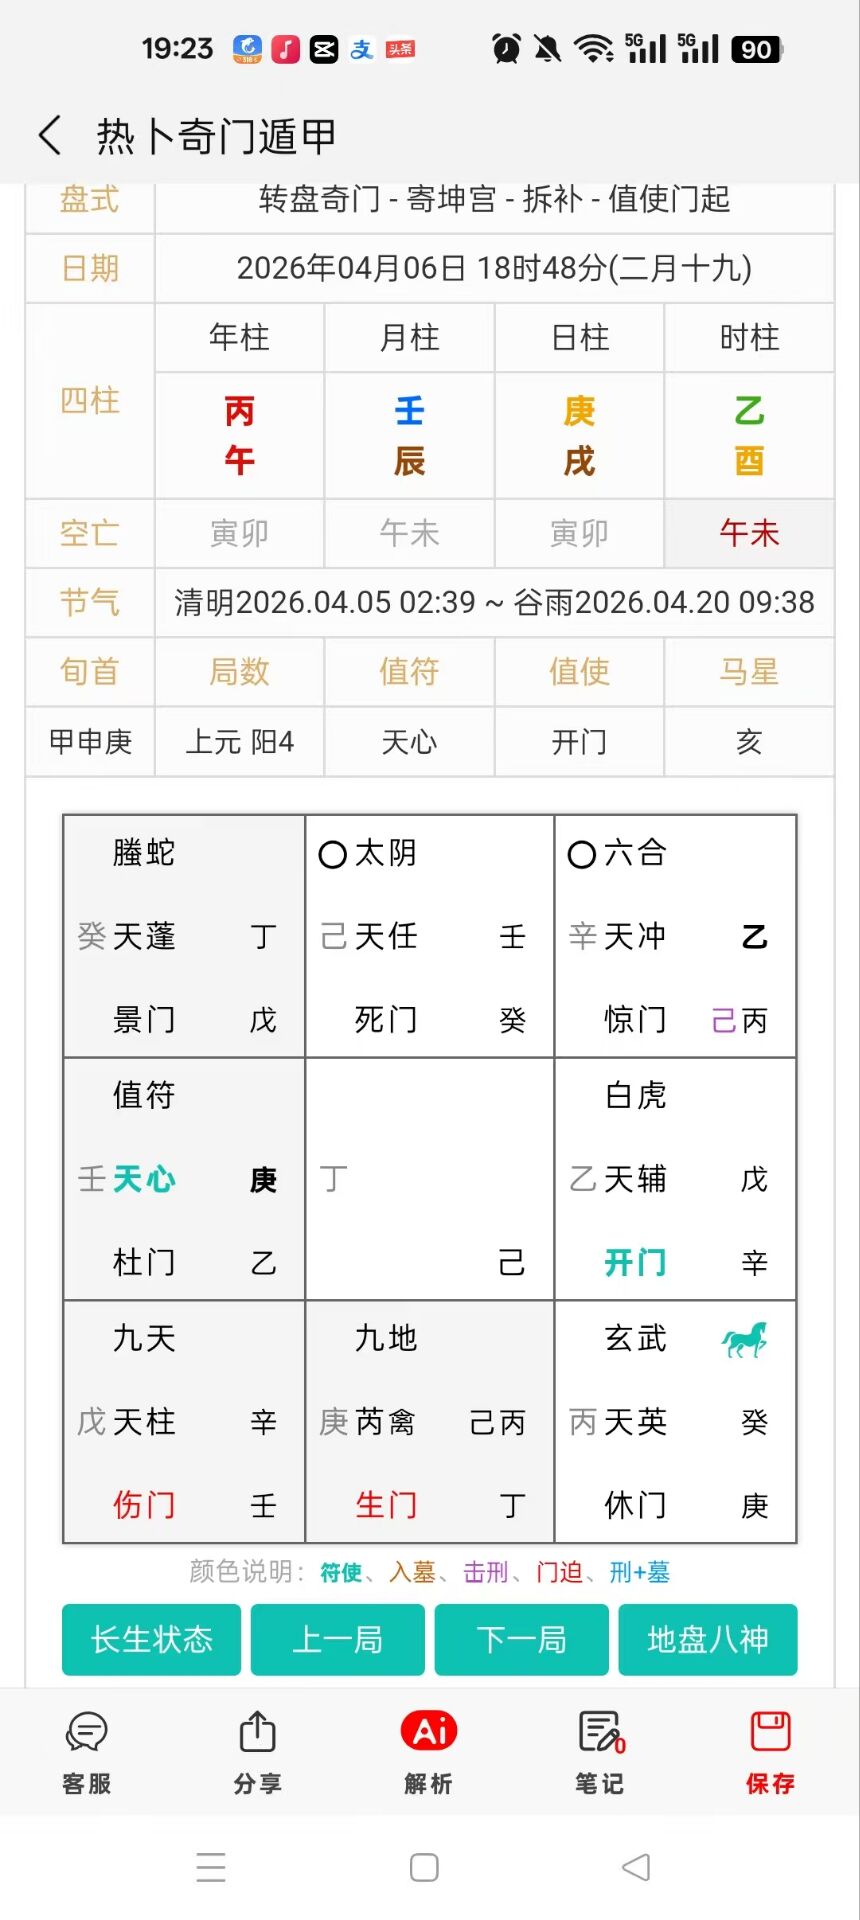 19:23 头条 5G 5G 90
热卜奇门遁甲
盘式 转盘奇门 - 寄坤宫 - 拆补 - 值使门起
日期 2026年04月06日 18时48分(二月十九)
四柱 年柱 月柱 日柱 时柱
丙 壬 庚 乙
午 辰 戌 酉
空亡 寅卯 午未 寅卯 午未
节气 清明2026.04.05 02:39 ~ 谷雨2026.04.20 09:38
旬首 局数 值符 值使 马星
甲申庚 上元 阳4 天心 开门 亥
螣蛇 太阴 六合
癸 天蓬 丁 己 天任 壬 辛 天冲 乙
景门 戊 死门 癸 惊门 己丙
值符 白虎
壬 天心 庚 丁 乙 天辅 戊
杜门 乙 己 开门 辛
九天 九地 玄武
戊 天柱 辛 庚 芮禽 己丙 丙 天英 癸
伤门 壬 生门 丁 休门 庚
颜色说明：符使、入墓、击刑、门迫、刑+墓
长生状态 上一局 下一局 地盘八神
Ai 0
客服 分享 解析 笔记 保存